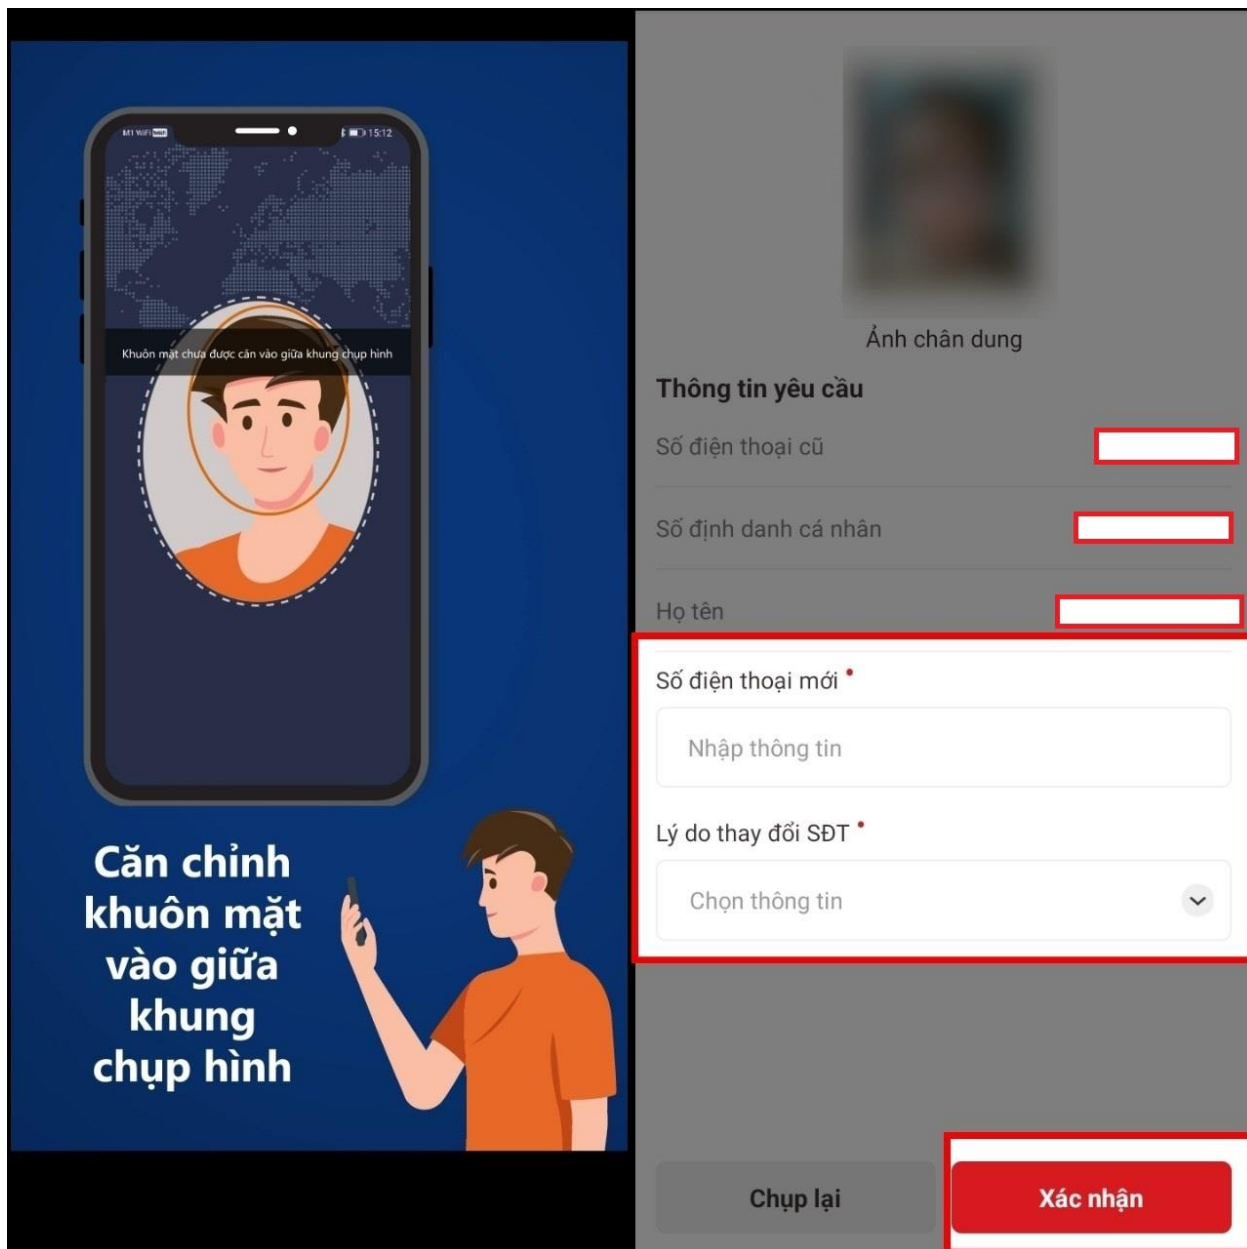 M1 WiFi
15:12
Khuôn mặt chưa được căn vào giữa khung chụp hình
Căn chỉnh
khuôn mặt
vào giữa
khung
chụp hình
Ảnh chân dung
Thông tin yêu cầu
Số điện thoại cũ
Số định danh cá nhân
Họ tên
Số điện thoại mới
Nhập thông tin
Lý do thay đổi SĐT
Chọn thông tin
Chụp lại
Xác nhận